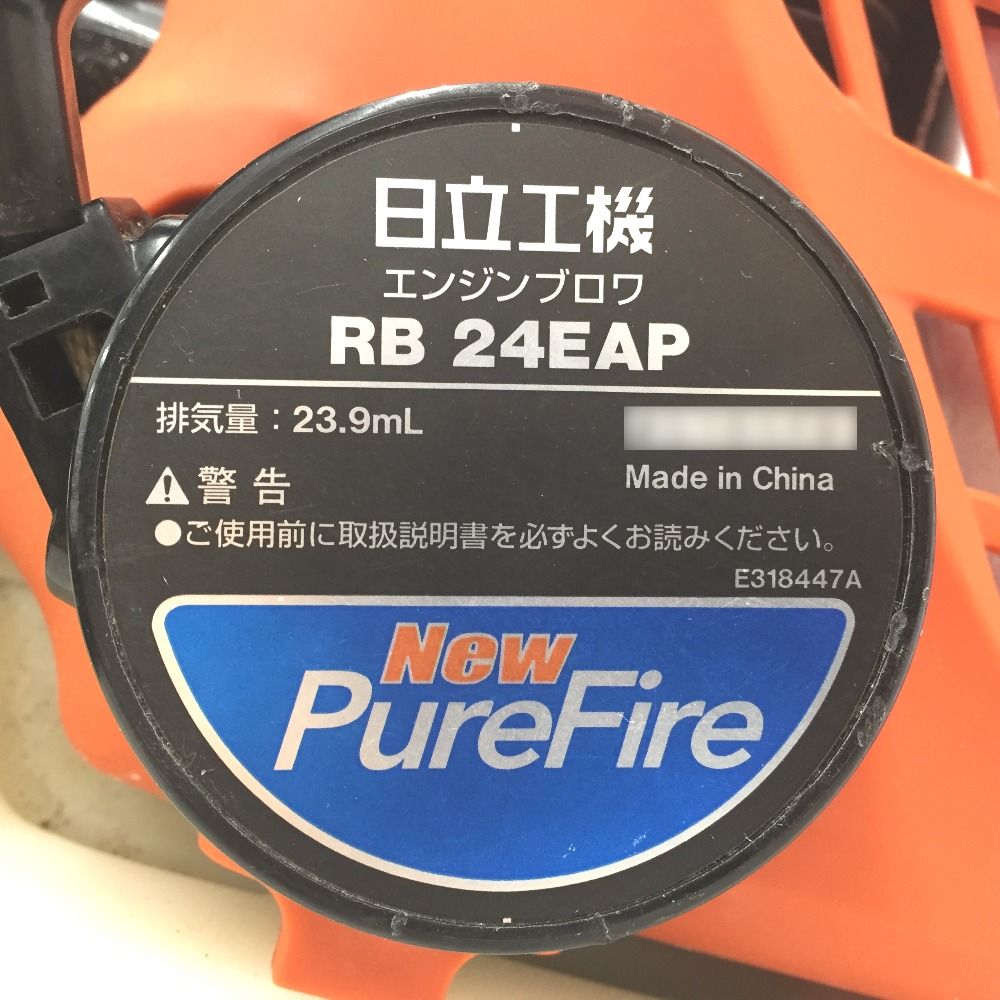 日立工機
エンジンブロワ
RB 24EAP
排気量：23.9mL
Made in China
警告
●ご使用前に取扱説明書を必ずよくお読みください。
E318447A
New
PureFire